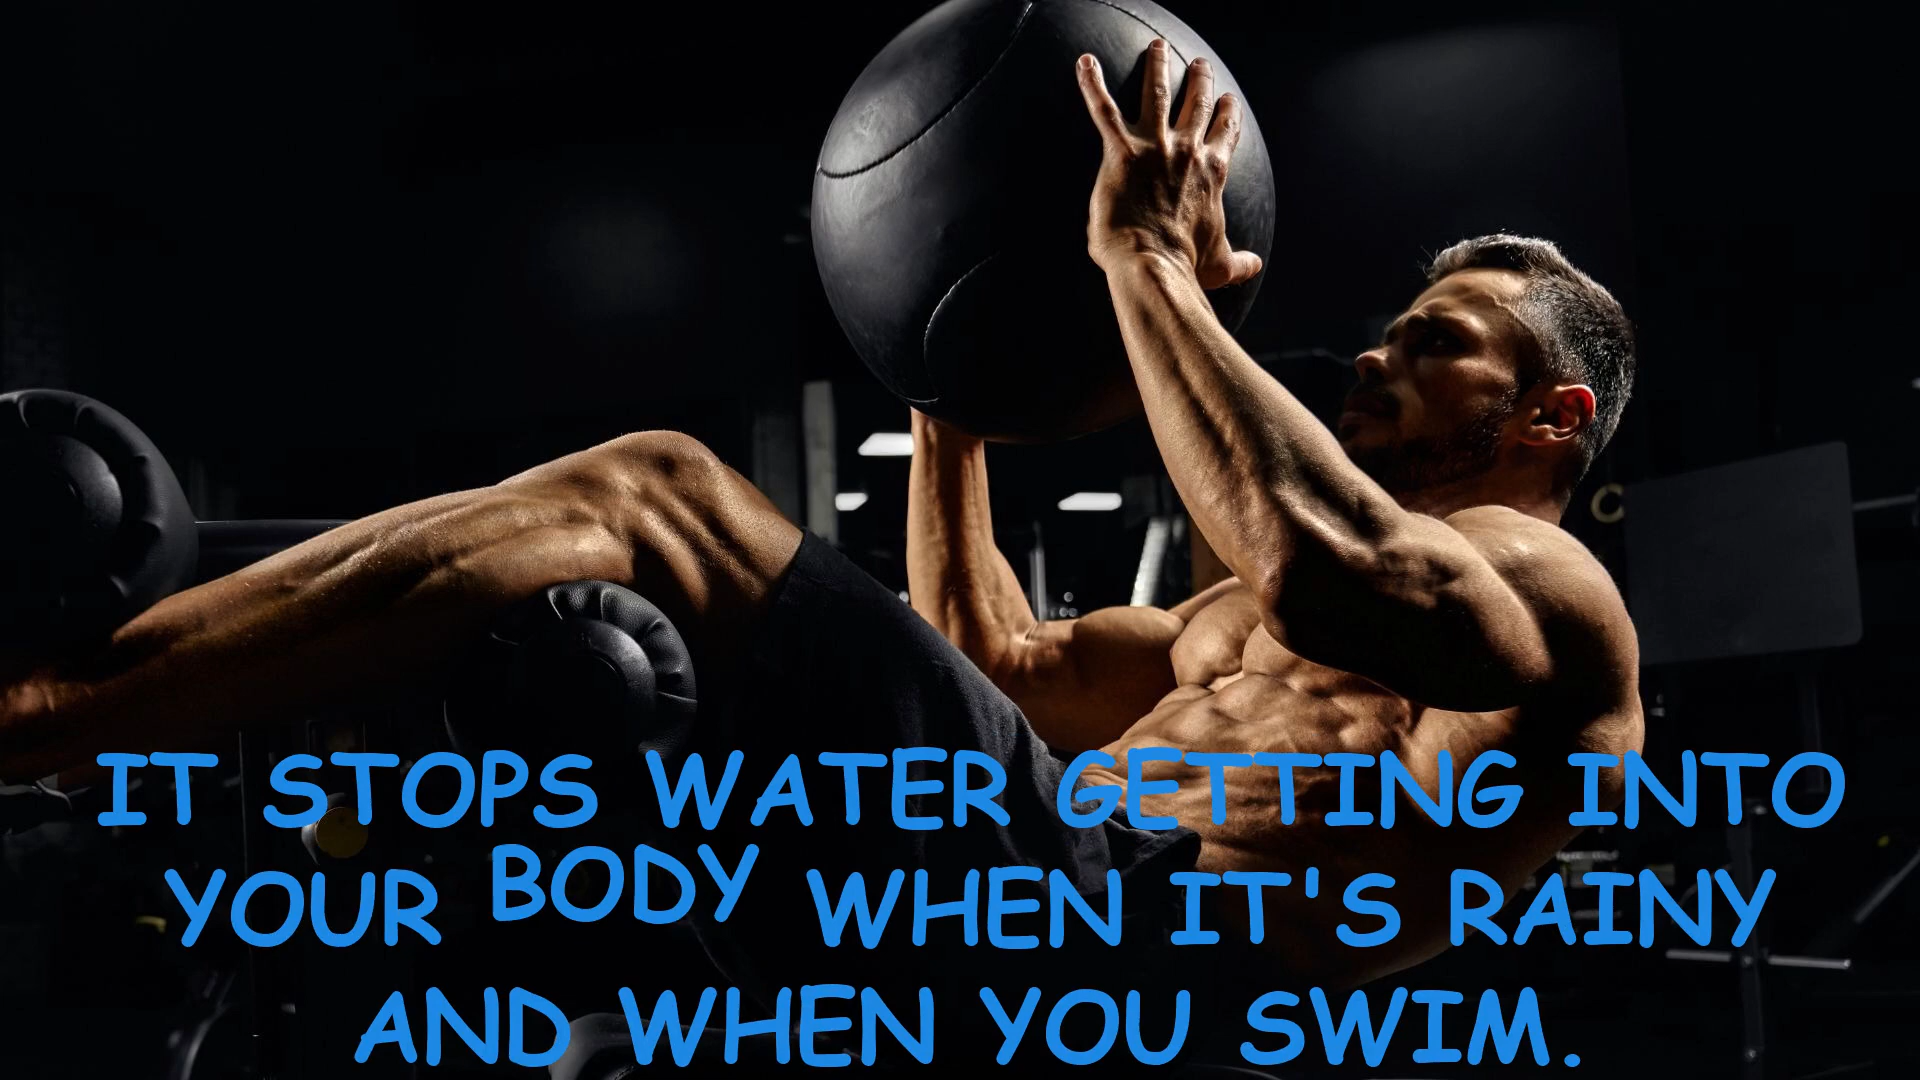 IT STOPS WATER GETTING INTO
YOUR BODY WHEN IT'S RAINY
AND WHEN YOU SWIM.